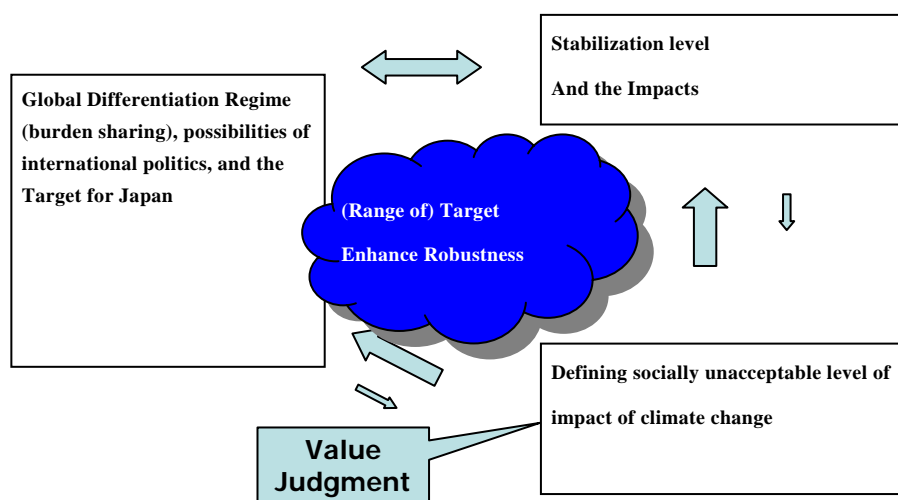 Stabilization level
And the Impacts
Global Differentiation Regime
(burden sharing), possibilities of
international politics, and the
Target for Japan
(Range of) Target
Enhance Robustness
Defining socially unacceptable level of
impact of climate change
Value
Judgment